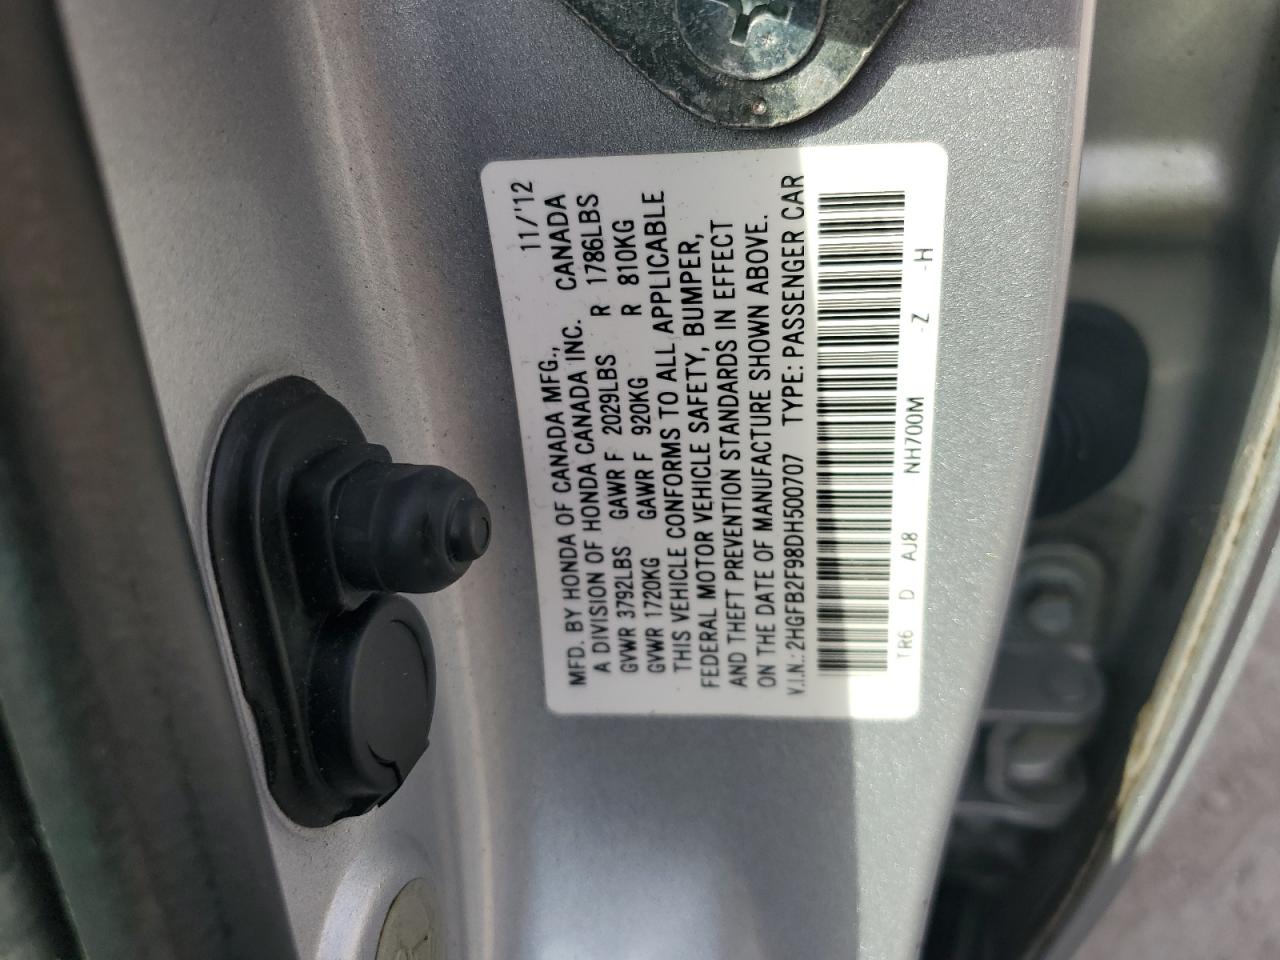 11/'12
MFD. BY HONDA OF CANADA MFG., CANADA
A DIVISION OF HONDA CANADA INC.
GVWR 3792LBS GAWR F 2029LBS R 1786LBS
GVWR 1720KG GAWR F 920KG R 810KG
THIS VEHICLE CONFORMS TO ALL APPLICABLE
FEDERAL MOTOR VEHICLE SAFETY, BUMPER,
AND THEFT PREVENTION STANDARDS IN EFFECT
ON THE DATE OF MANUFACTURE SHOWN ABOVE.
V.I.N.: 2HGFB2F98DH500707 TYPE: PASSENGER CAR
TR6 D AJ8 NH700M -Z -H